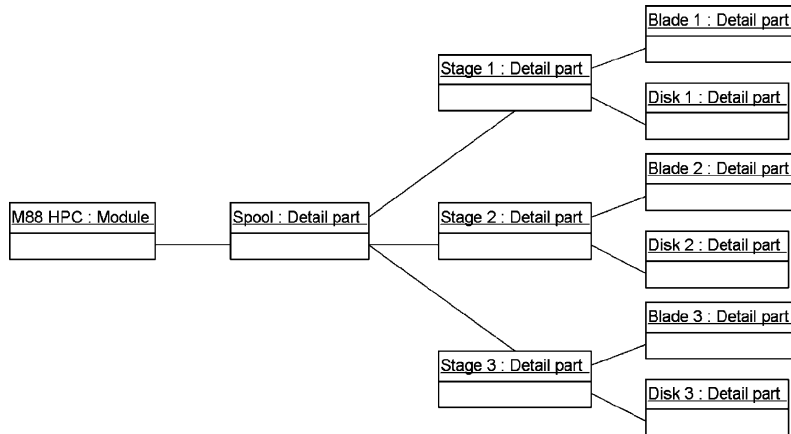 Blade 1 : Detail part
Stage 1 : Detail part
Disk 1 : Detail part
Blade 2 : Detail part
M88 HPC : Module
Spool : Detail part
Stage 2 : Detail part
Disk 2 : Detail part
Blade 3 : Detail part
Stage 3 : Detail part
Disk 3 : Detail part